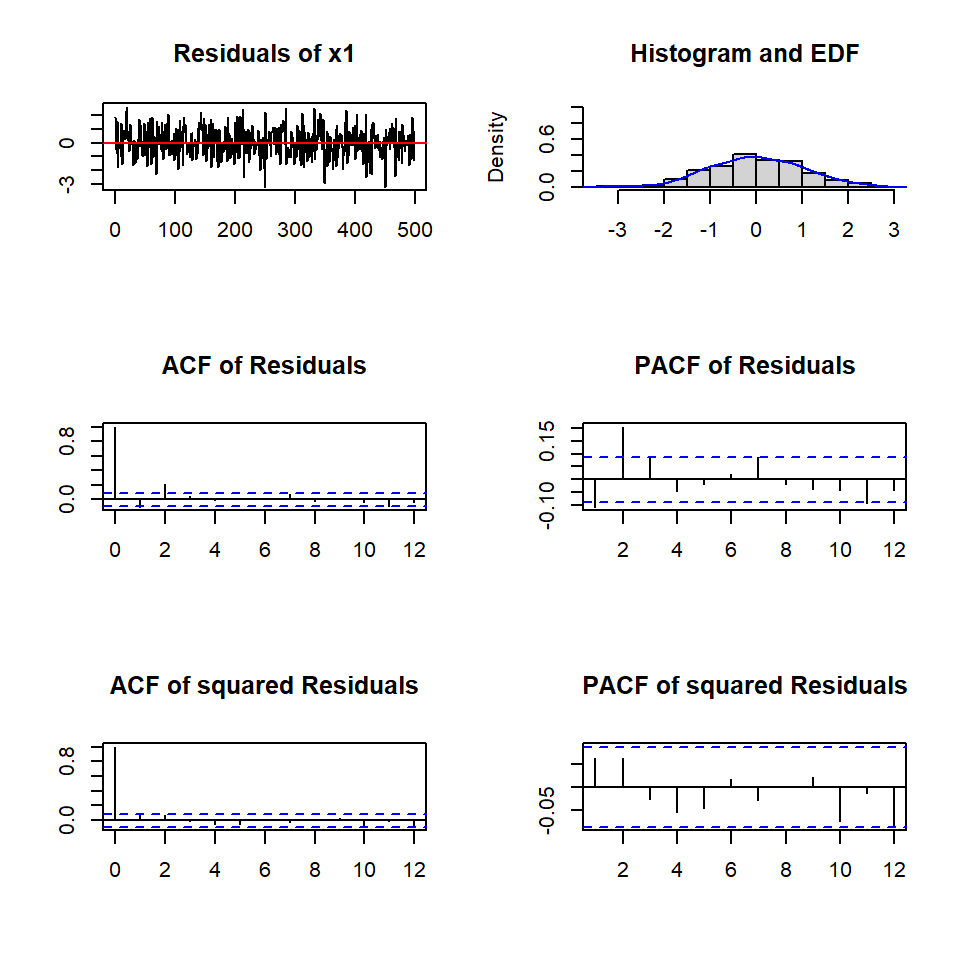 Residuals of x1
0
-3
0 100 200 300 400 500
Histogram and EDF
Density
0.6
0.0
-3 -2 -1 0 1 2 3
ACF of Residuals
0.8
0.0
0 2 4 6 8 10 12
PACF of Residuals
0.15
-0.10
2 4 6 8 10 12
ACF of squared Residuals
0.8
0.0
0 2 4 6 8 10 12
PACF of squared Residuals
-0.05
2 4 6 8 10 12